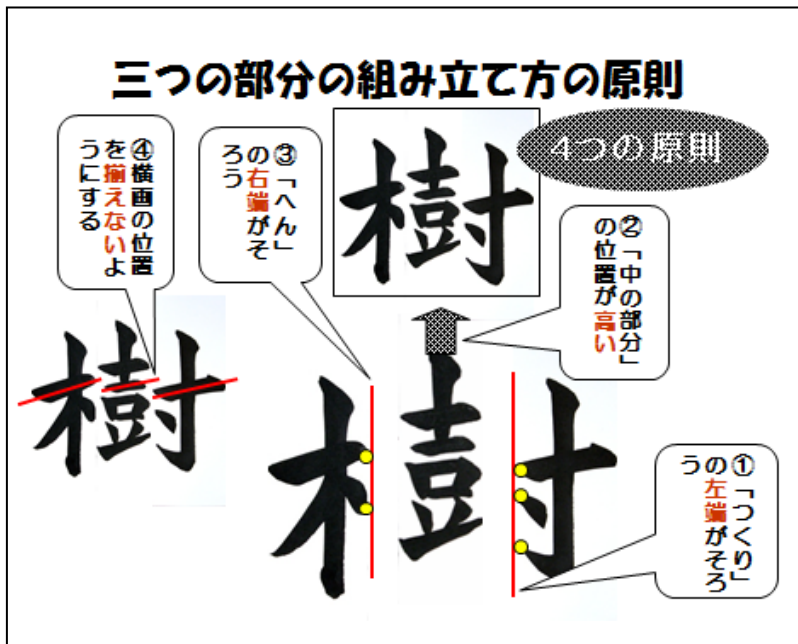 三つの部分の組み立て方の原則
4つの原則
樹
④横画の位置
を揃えないよ
うにする
③「へん」
の右端がそ
ろう
②「中の部分」
の位置が高い
樹
樹
①「つくり」
の左端がそろ
う